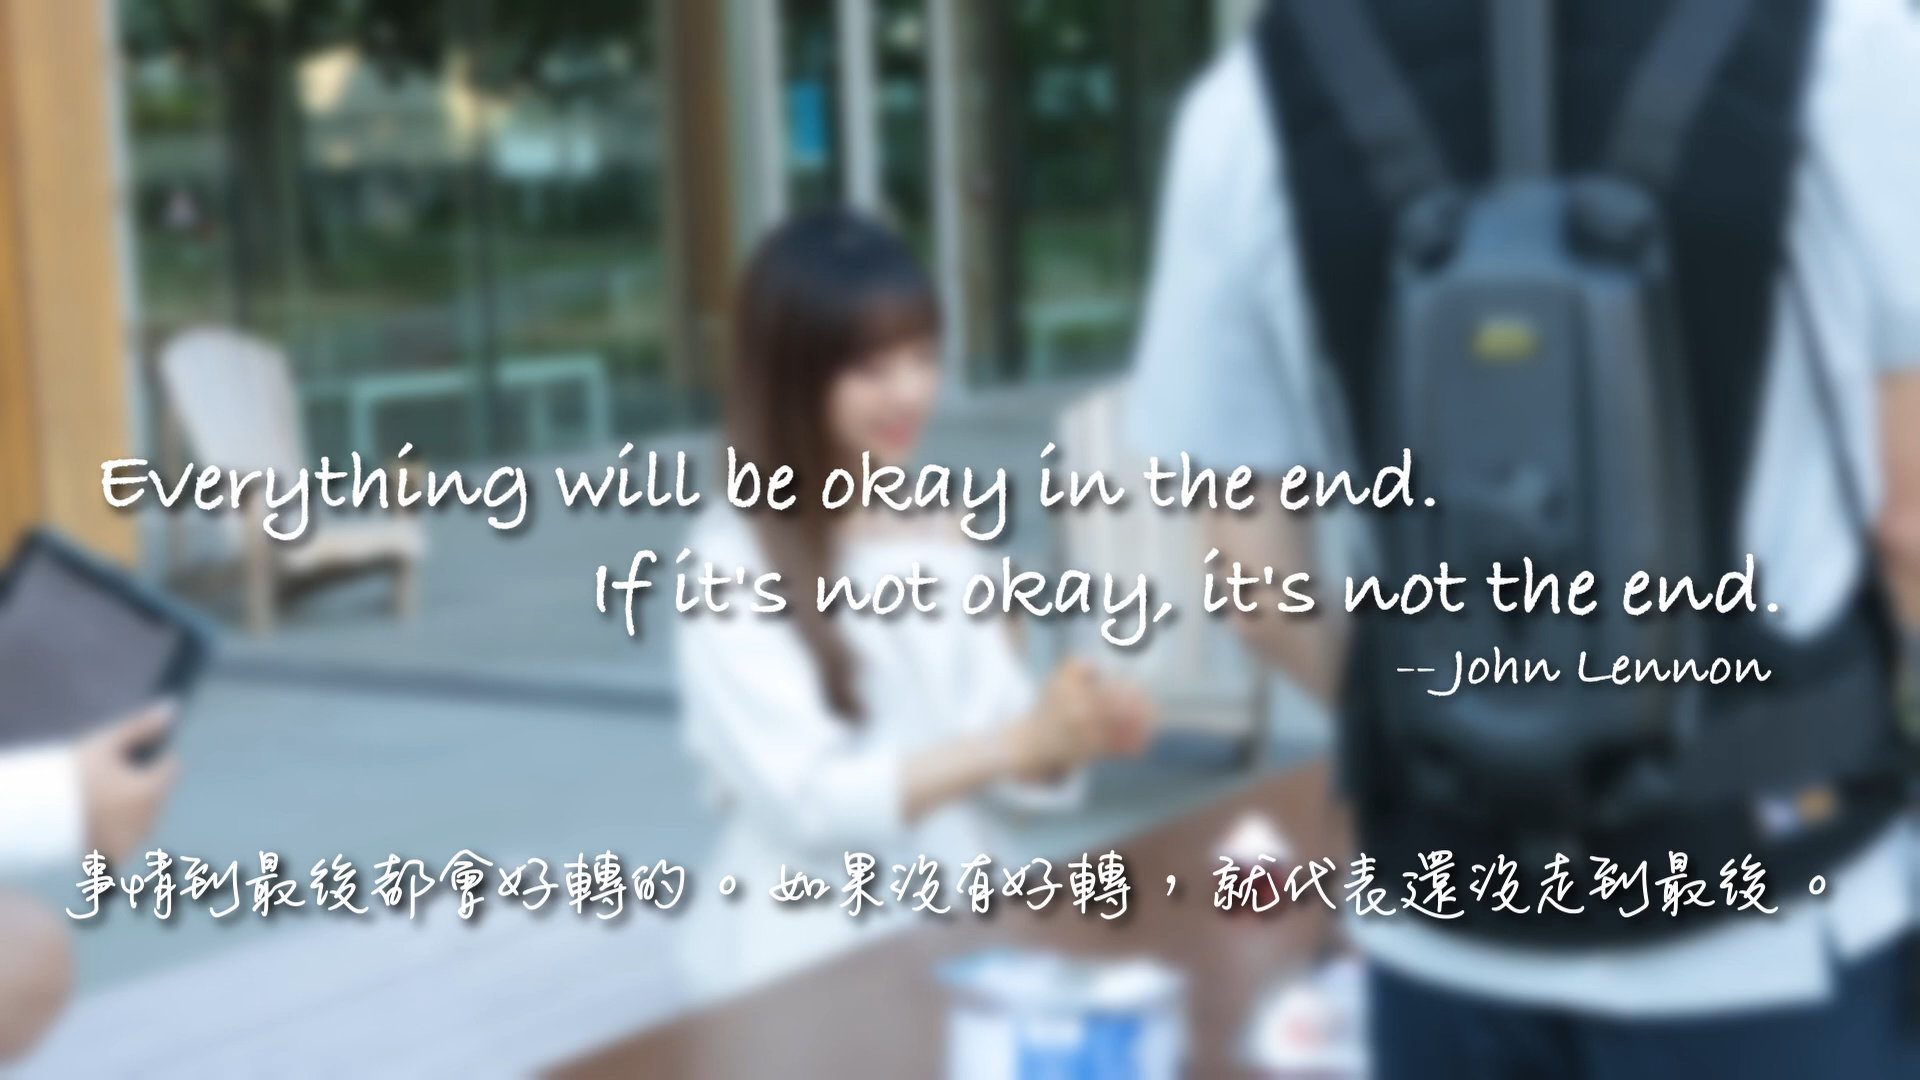 Everything will be okay in the end.
If it's not okay, it's not the end.
--John Lennon
事情到最後都會好轉的。如果沒有好轉，就代表還沒走到最後。